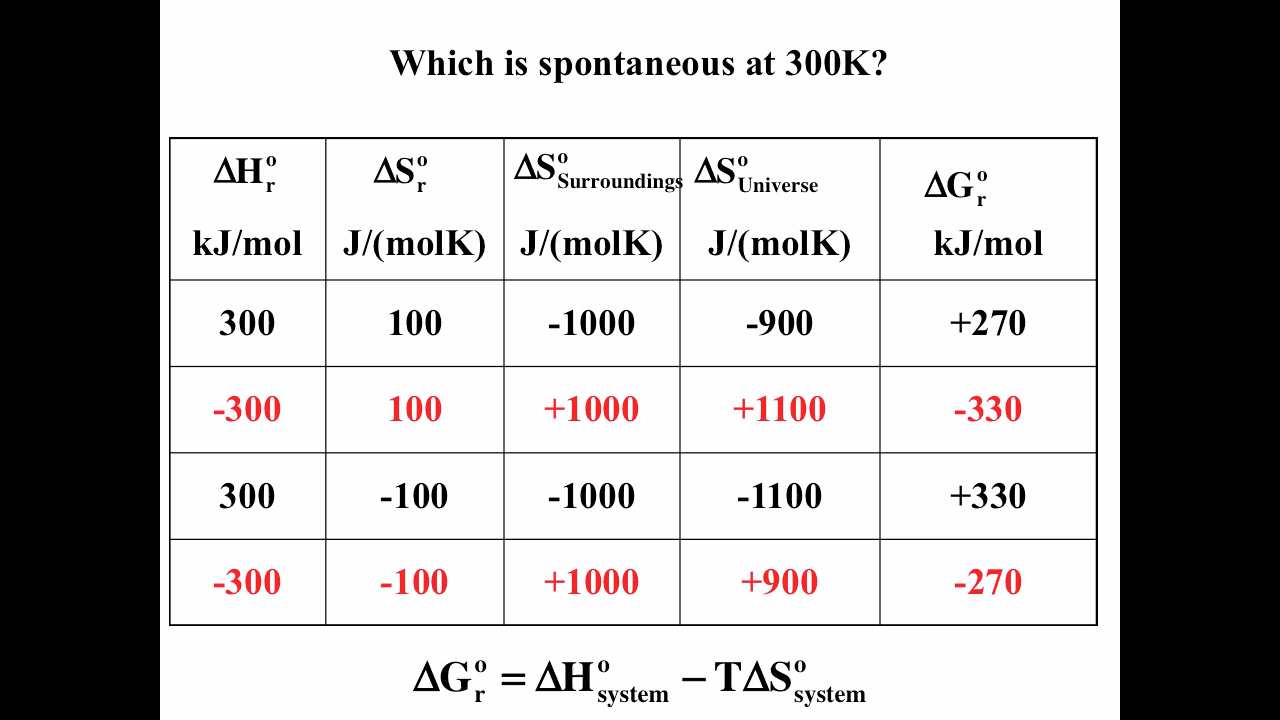 Which is spontaneous at 300K?
ΔH°r ΔS°r ΔS°Surroundings ΔS°Universe ΔG°r
kJ/mol J/(molK) J/(molK) J/(molK) kJ/mol
300 100 -1000 -900 +270
-300 100 +1000 +1100 -330
300 -100 -1000 -1100 +330
-300 -100 +1000 +900 -270
ΔG°r = ΔH°system − TΔS°system